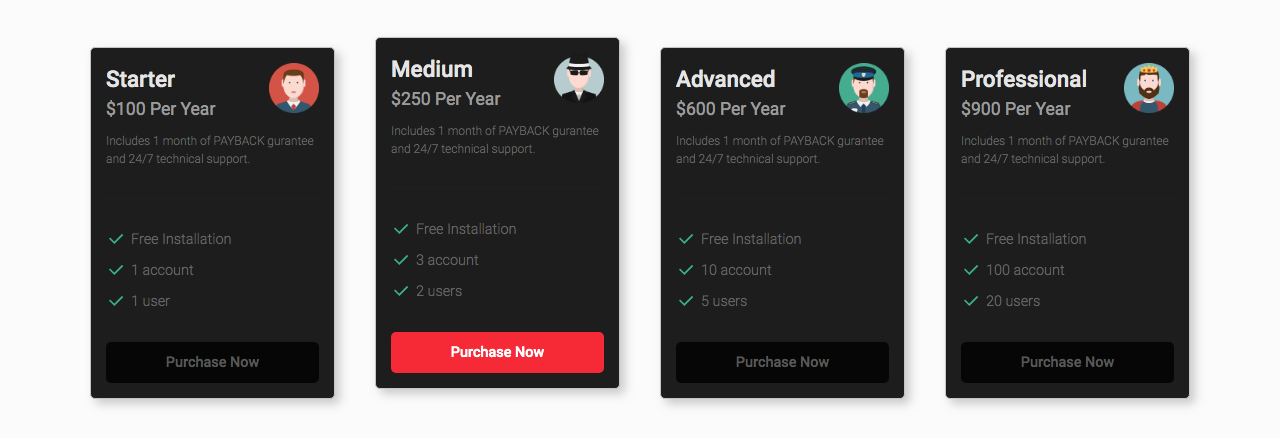 Starter
$100 Per Year
Includes 1 month of PAYBACK gurantee
and 24/7 technical support.
Free Installation
1 account
1 user
Purchase Now
Medium
$250 Per Year
Includes 1 month of PAYBACK gurantee
and 24/7 technical support.
Free Installation
3 account
2 users
Purchase Now
Advanced
$600 Per Year
Includes 1 month of PAYBACK gurantee
and 24/7 technical support.
Free Installation
10 account
5 users
Purchase Now
Professional
$900 Per Year
Includes 1 month of PAYBACK gurantee
and 24/7 technical support.
Free Installation
100 account
20 users
Purchase Now